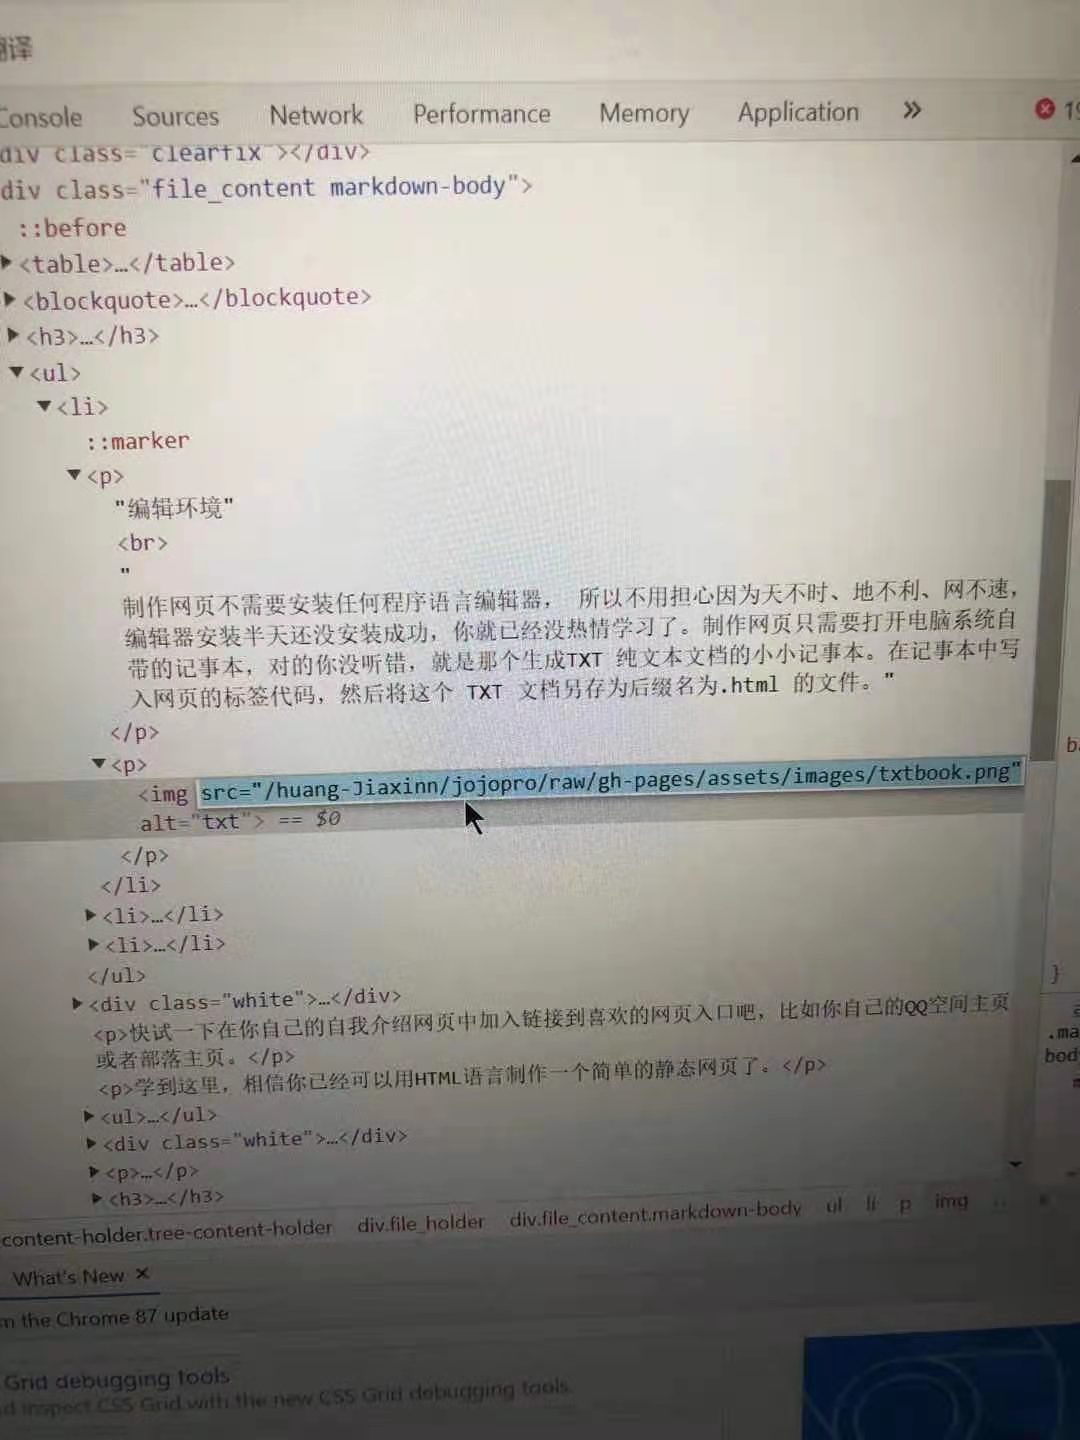 翻译
Console Sources Network Performance Memory Application » 19
div class="clearfix"></div>
div class="file_content markdown-body">
::before
▶<table>…</table>
▶<blockquote>…</blockquote>
▶<h3>…</h3>
▼<ul>
▼<li>
::marker
▼<p>
"编辑环境"
<br>
"
制作网页不需要安装任何程序语言编辑器， 所以不用担心因为天不时、地不利、网不速，
编辑器安装半天还没安装成功，你就已经没热情学习了。制作网页只需要打开电脑系统自
带的记事本，对的你没听错，就是那个生成TXT 纯文本文档的小小记事本。在记事本中写
入网页的标签代码，然后将这个 TXT 文档另存为后缀名为.html 的文件。"
</p>
▼<p>
<img src="/huang-Jiaxinn/jojopro/raw/gh-pages/assets/images/txtbook.png"
alt="txt"> == $0
</p>
</li>
▶<li>…</li>
▶<li>…</li>
</ul>
▶<div class="white">…</div>
<p>快试一下在你自己的自我介绍网页中加入链接到喜欢的网页入口吧，比如你自己的QQ空间主页
或者部落主页。</p>
<p>学到这里，相信你已经可以用HTML语言制作一个简单的静态网页了。</p>
▶<ul>…</ul>
▶<div class="white">…</div>
▶<p>…</p>
▶<h3>…</h3>
content-holder.tree-content-holder div.file_holder div.file_content.markdown-body ul li p img
What's New ×
m the Chrome 87 update
Grid debugging tools
d inspect CSS Grid with the new CSS Grid debugging tools.
ba
}
.ma
bod